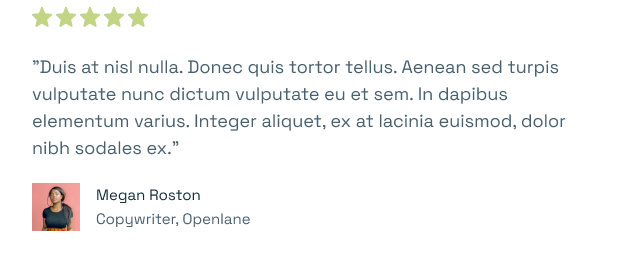 ”Duis at nisl nulla. Donec quis tortor tellus. Aenean sed turpis
vulputate nunc dictum vulputate eu et sem. In dapibus
elementum varius. Integer aliquet, ex at lacinia euismod, dolor
nibh sodales ex.”
Megan Roston
Copywriter, Openlane